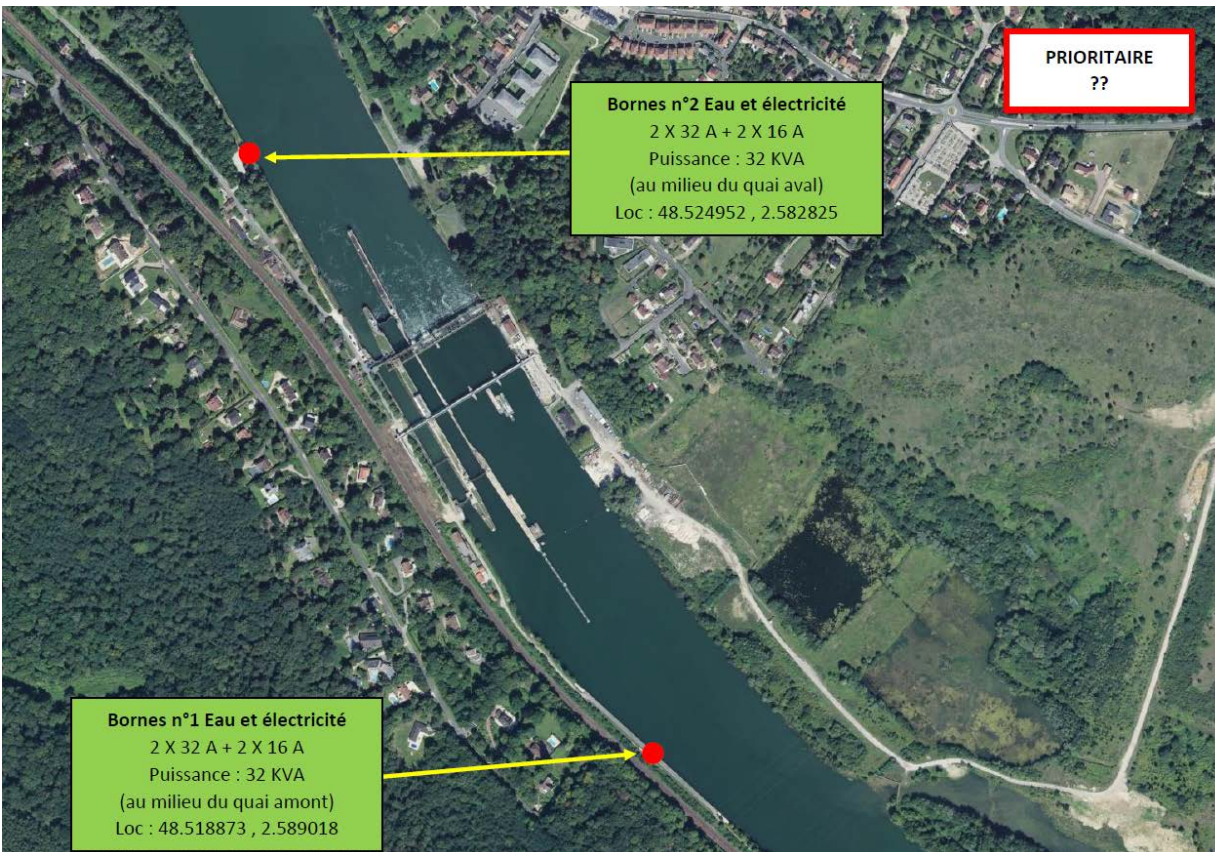 PRIORITAIRE
??
Bornes n°2 Eau et électricité
2 X 32 A + 2 X 16 A
Puissance : 32 KVA
(au milieu du quai aval)
Loc : 48.524952 , 2.582825
Bornes n°1 Eau et électricité
2 X 32 A + 2 X 16 A
Puissance : 32 KVA
(au milieu du quai amont)
Loc : 48.518873 , 2.589018